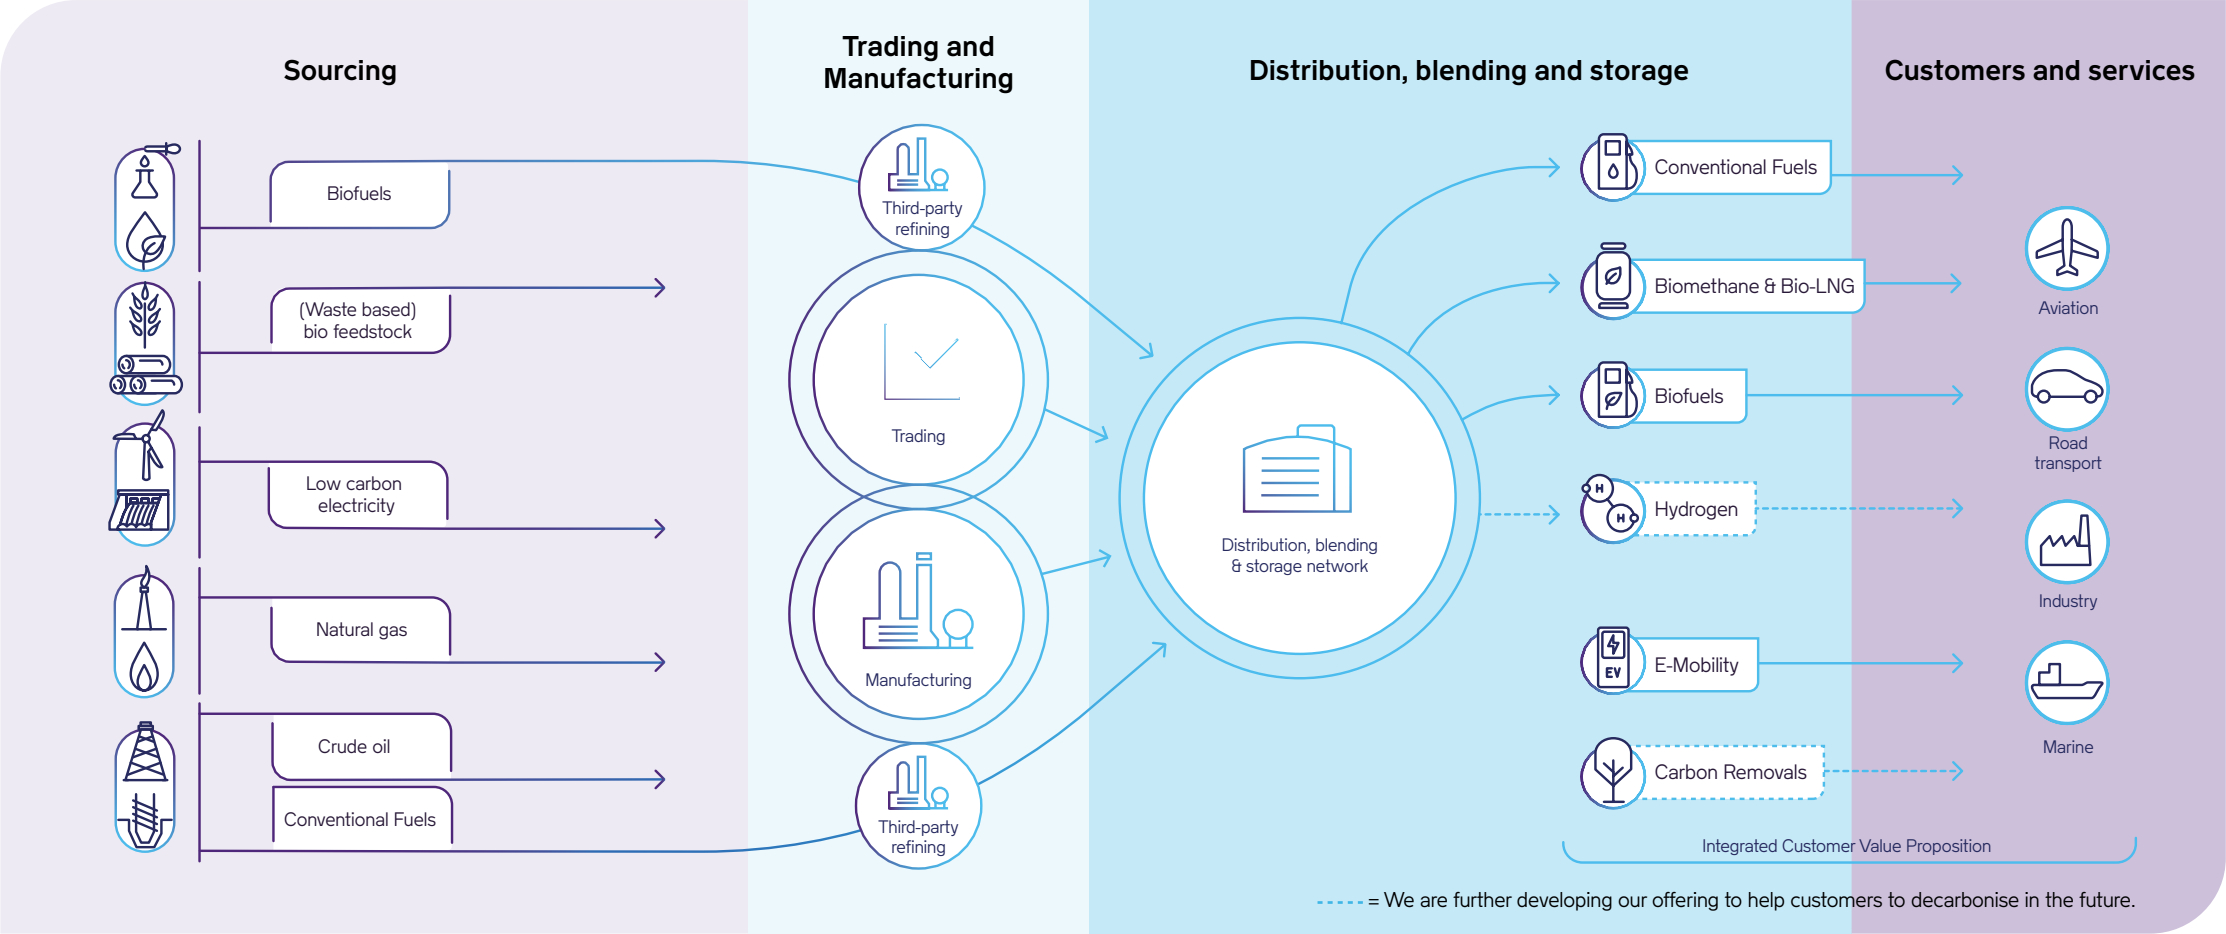 Sourcing
Biofuels
(Waste based)
bio feedstock
Low carbon
electricity
Natural gas
Crude oil
Conventional Fuels
Trading and
Manufacturing
Third-party
refining
Trading
Manufacturing
Third-party
refining
Distribution, blending and storage
Distribution, blending
& storage network
Conventional Fuels
Biomethane & Bio-LNG
Biofuels
H
H
Hydrogen
EV
E-Mobility
Carbon Removals
Customers and services
Aviation
Road
transport
Industry
Marine
Integrated Customer Value Proposition
= We are further developing our offering to help customers to decarbonise in the future.